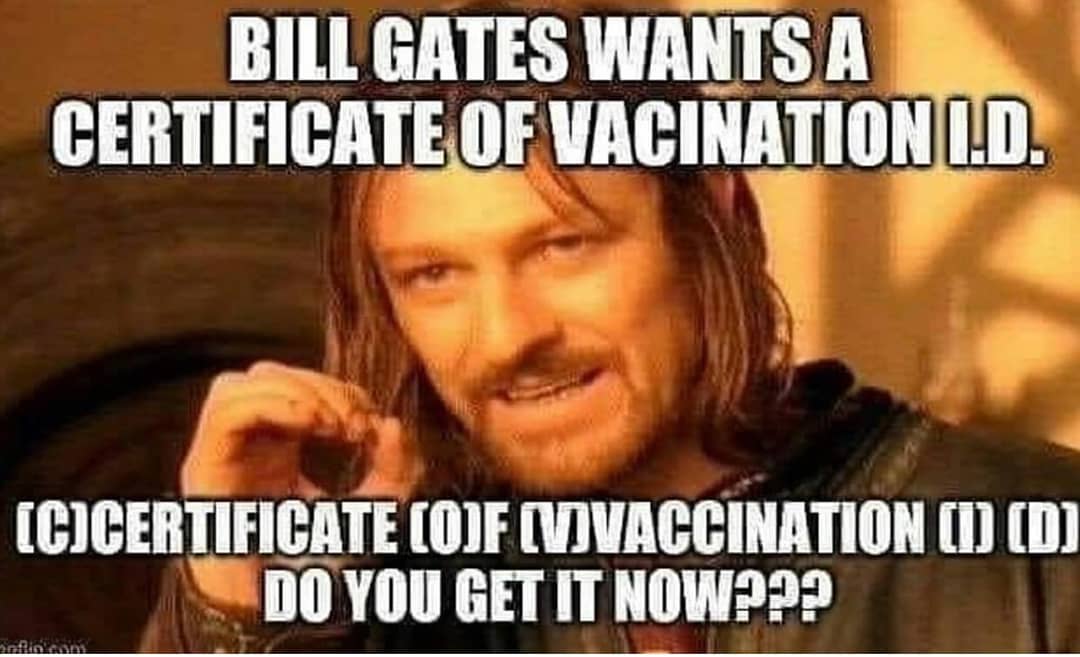 BILL GATES WANTS A
CERTIFICATE OF VACINATION I.D.
(C)CERTIFICATE (O)F (V)VACCINATION (I) (D)
DO YOU GET IT NOW???